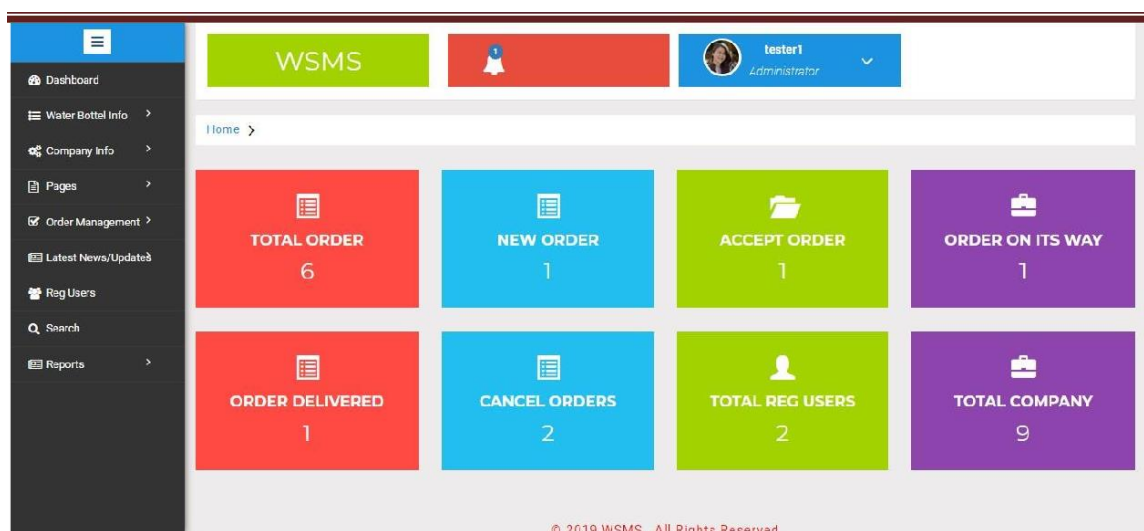 WSMS
1
tester1
Administrator
Dashboard
Water Bottel Info
Company Info
Pages
Order Management
Latest News/Updates
Reg Users
Search
Reports
Home
TOTAL ORDER
6
NEW ORDER
1
ACCEPT ORDER
1
ORDER ON ITS WAY
1
ORDER DELIVERED
1
CANCEL ORDERS
2
TOTAL REG USERS
2
TOTAL COMPANY
9
© 2019 WSMS . All Rights Reserved